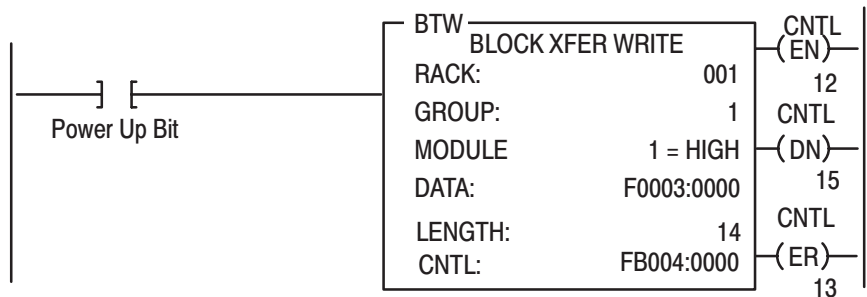 BTW
BLOCK XFER WRITE
RACK: 001
GROUP: 1
MODULE 1 = HIGH
DATA: F0003:0000
LENGTH: 14
CNTL: FB004:0000
Power Up Bit
CNTL
(EN)
12
CNTL
(DN)
15
CNTL
(ER)
13